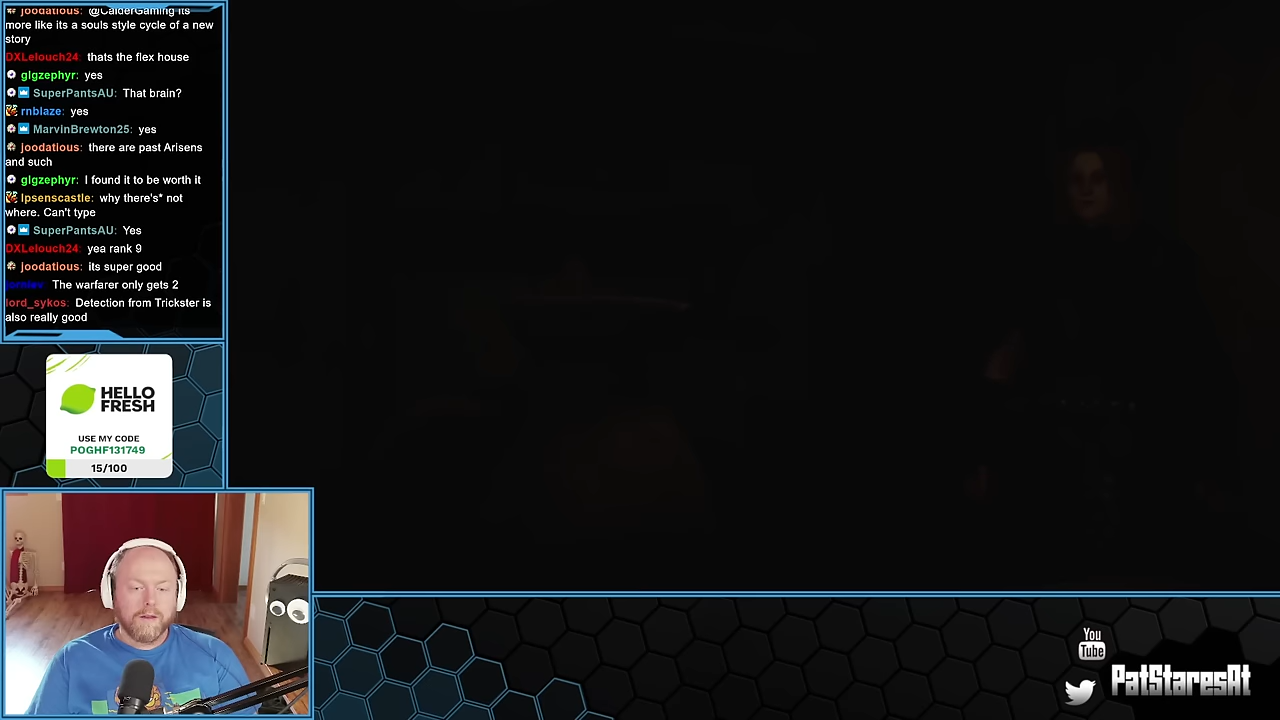 joodatious: @CalderGaming its
more like its a souls style cycle of a new
story
DXLelouch24: thats the flex house
glgzephyr: yes
SuperPantsAU: That brain?
rnblaze: yes
MarvinBrewton25: yes
joodatious: there are past Arisens
and such
glgzephyr: I found it to be worth it
Ipsenscastle: why there's* not
where. Can't type
SuperPantsAU: Yes
DXLelouch24: yea rank 9
joodatious: its super good
The warfarer only gets 2
lord_sykos: Detection from Trickster is
also really good
HELLO
FRESH
USE MY CODE
POGHF131749
15/100
You
Tube
PatStaresAt